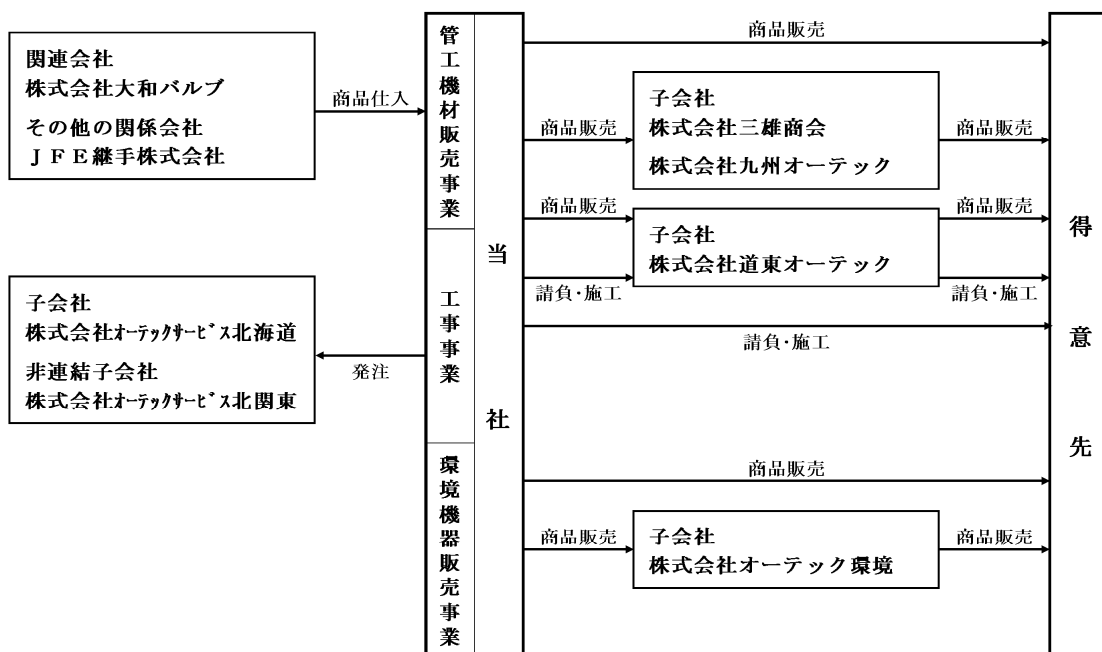 関連会社
株式会社大和バルブ
その他の関係会社
ＪＦＥ継手株式会社
商品仕入
管工機材販売事業
商品販売
商品販売
子会社
株式会社三雄商会
株式会社九州オーテック
商品販売
商品販売
子会社
株式会社道東オーテック
商品販売
請負・施工
請負・施工
子会社
株式会社ｵｰﾃｯｸｻｰﾋﾞｽ北海道
非連結子会社
株式会社ｵｰﾃｯｸｻｰﾋﾞｽ北関東
発注
工事事業
請負・施工
当社
環境機器販売事業
商品販売
商品販売
子会社
株式会社オーテック環境
商品販売
得意先